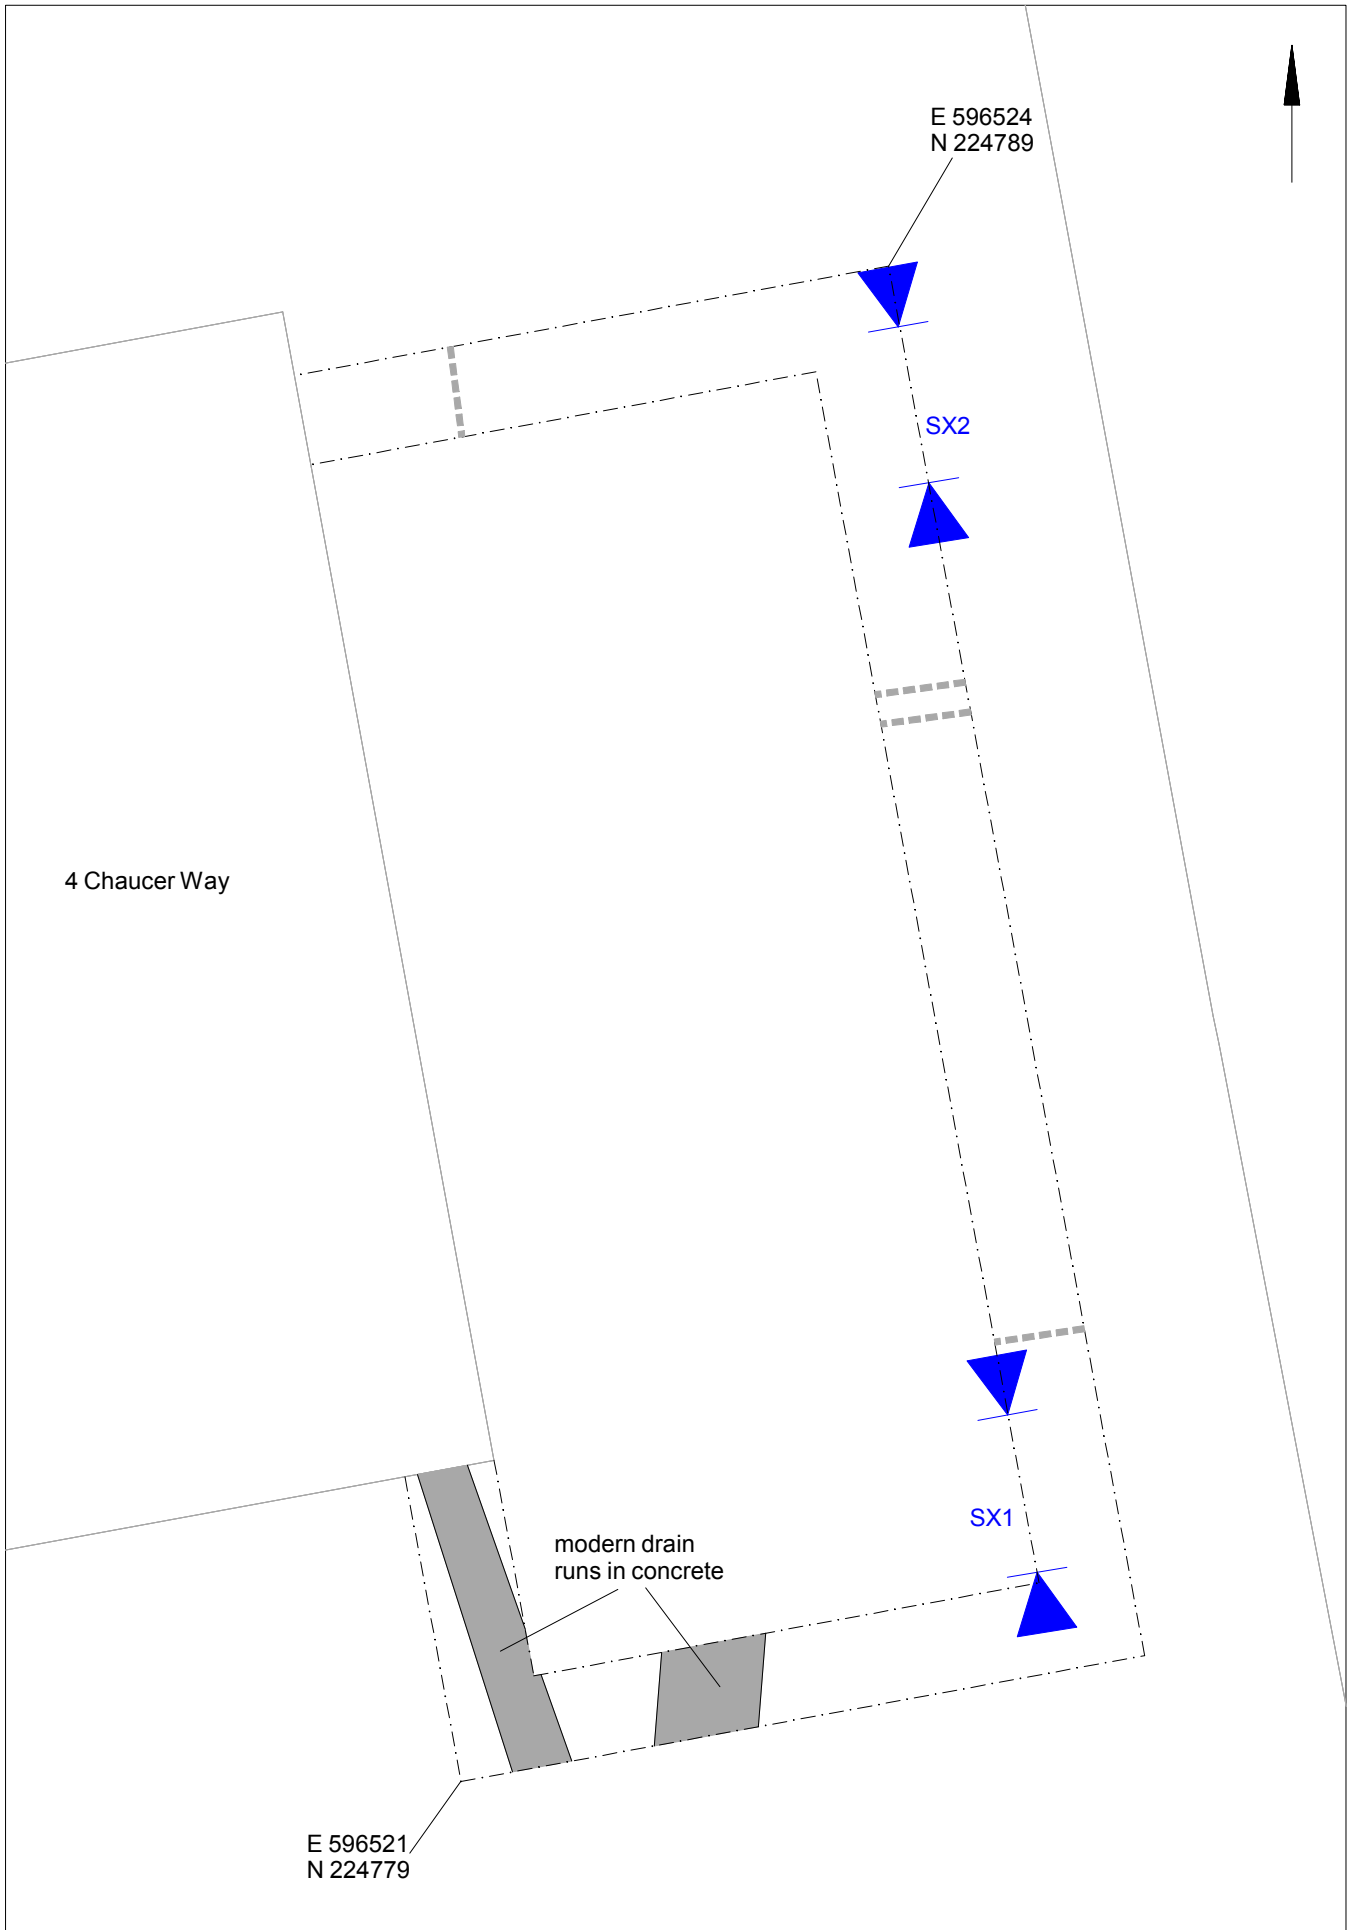 E 596524
N 224789
SX2
4 Chaucer Way
SX1
modern drain
runs in concrete
E 596521
N 224779